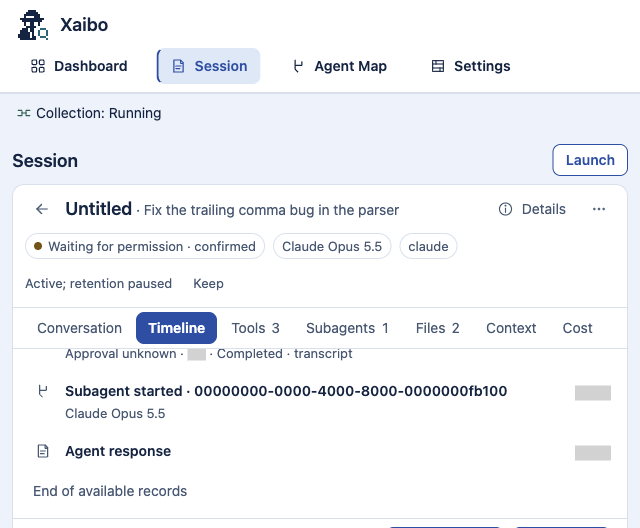 Xaibo
Dashboard Session Agent Map Settings
Collection: Running
Session Launch
Untitled · Fix the trailing comma bug in the parser Details ···
Waiting for permission · confirmed Claude Opus 5.5 claude
Active; retention paused Keep
Conversation Timeline Tools 3 Subagents 1 Files 2 Context Cost
Approval unknown · · Completed · transcript
Subagent started · 00000000-0000-4000-8000-0000000fb100
Claude Opus 5.5
Agent response
End of available records